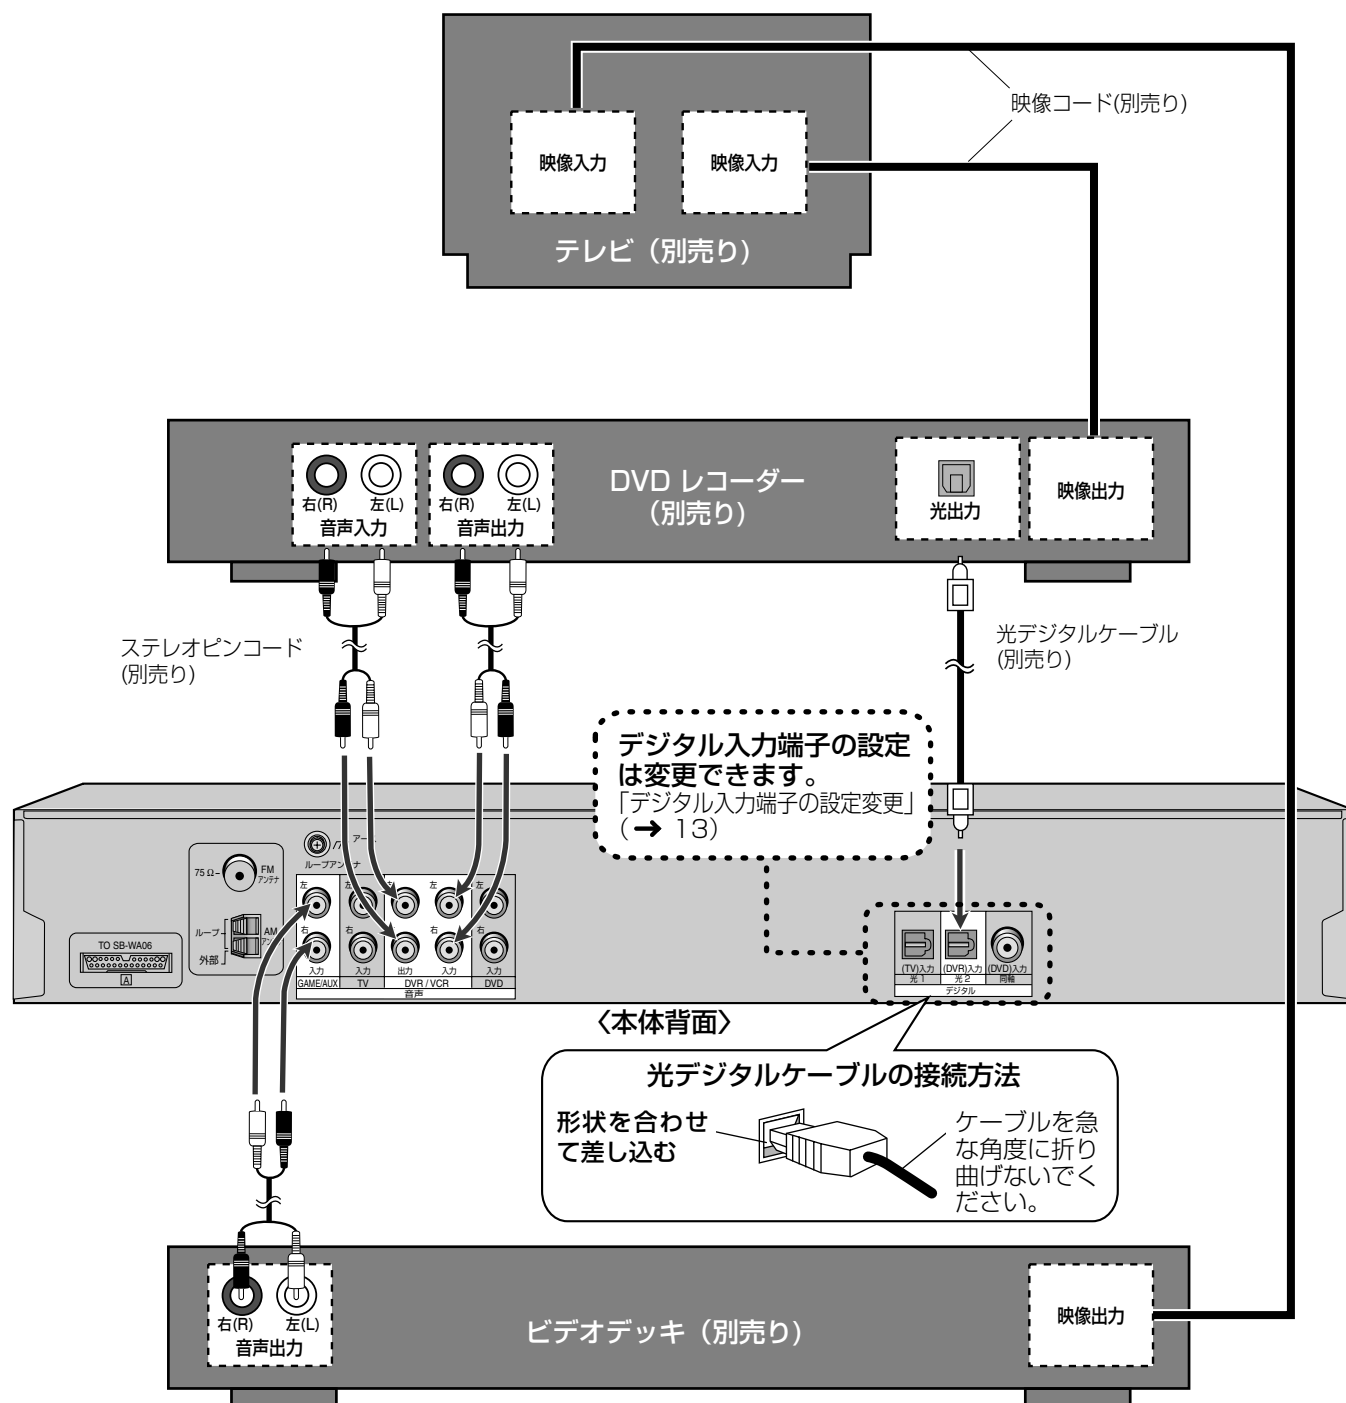 映像コード(別売り)
映像入力
映像入力
テレビ（別売り)
DVD レコーダー
（別売り)
右(R)
左(L)
音声入力
右(R)
左(L)
音声出力
光出力
映像出力
ステレオピンコード
(別売り)
光デジタルケーブル
(別売り)
デジタル入力端子の設定
は変更できます。
「デジタル入力端子の設定変更」
(➔ 13)
ループアンテナ
75 Ω
FM
アンテナ
ループ
AM
外部
TO SB-WA06
A
左
左
左
左
右
右
右
右
入力
入力
出力
入力
入力
GAME/AUX
TV
DVR / VCR
DVD
音声
(TV)入力
(DVR)入力
(DVD)入力
光 1
光 2
同軸
デジタル
〈本体背面〉
光デジタルケーブルの接続方法
形状を合わせ
て差し込む
ケーブルを急
な角度に折り
曲げないでく
ださい。
右(R)
左(L)
音声出力
ビデオデッキ（別売り)
映像出力